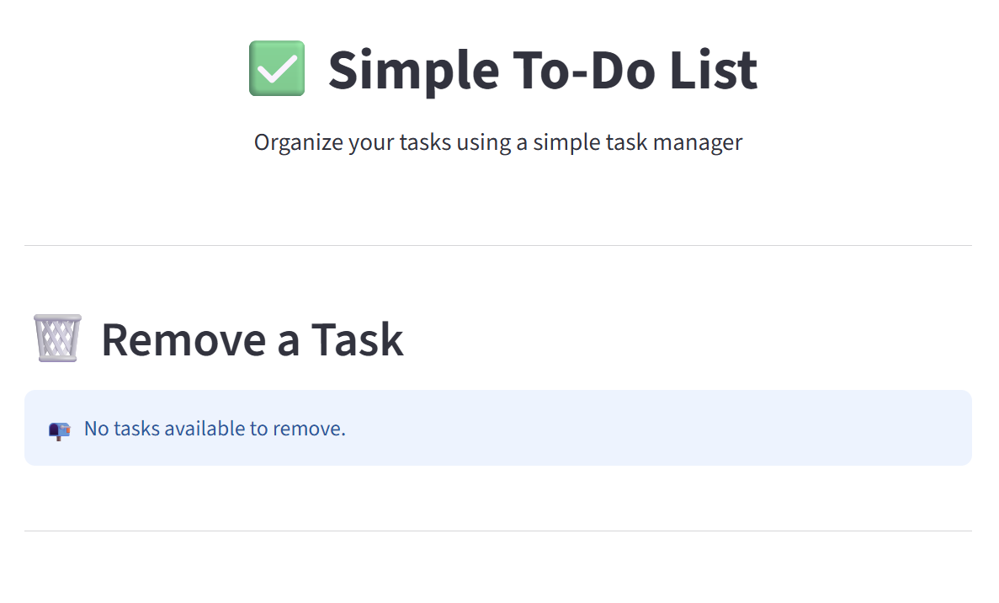 Simple To-Do List
Organize your tasks using a simple task manager
Remove a Task
No tasks available to remove.